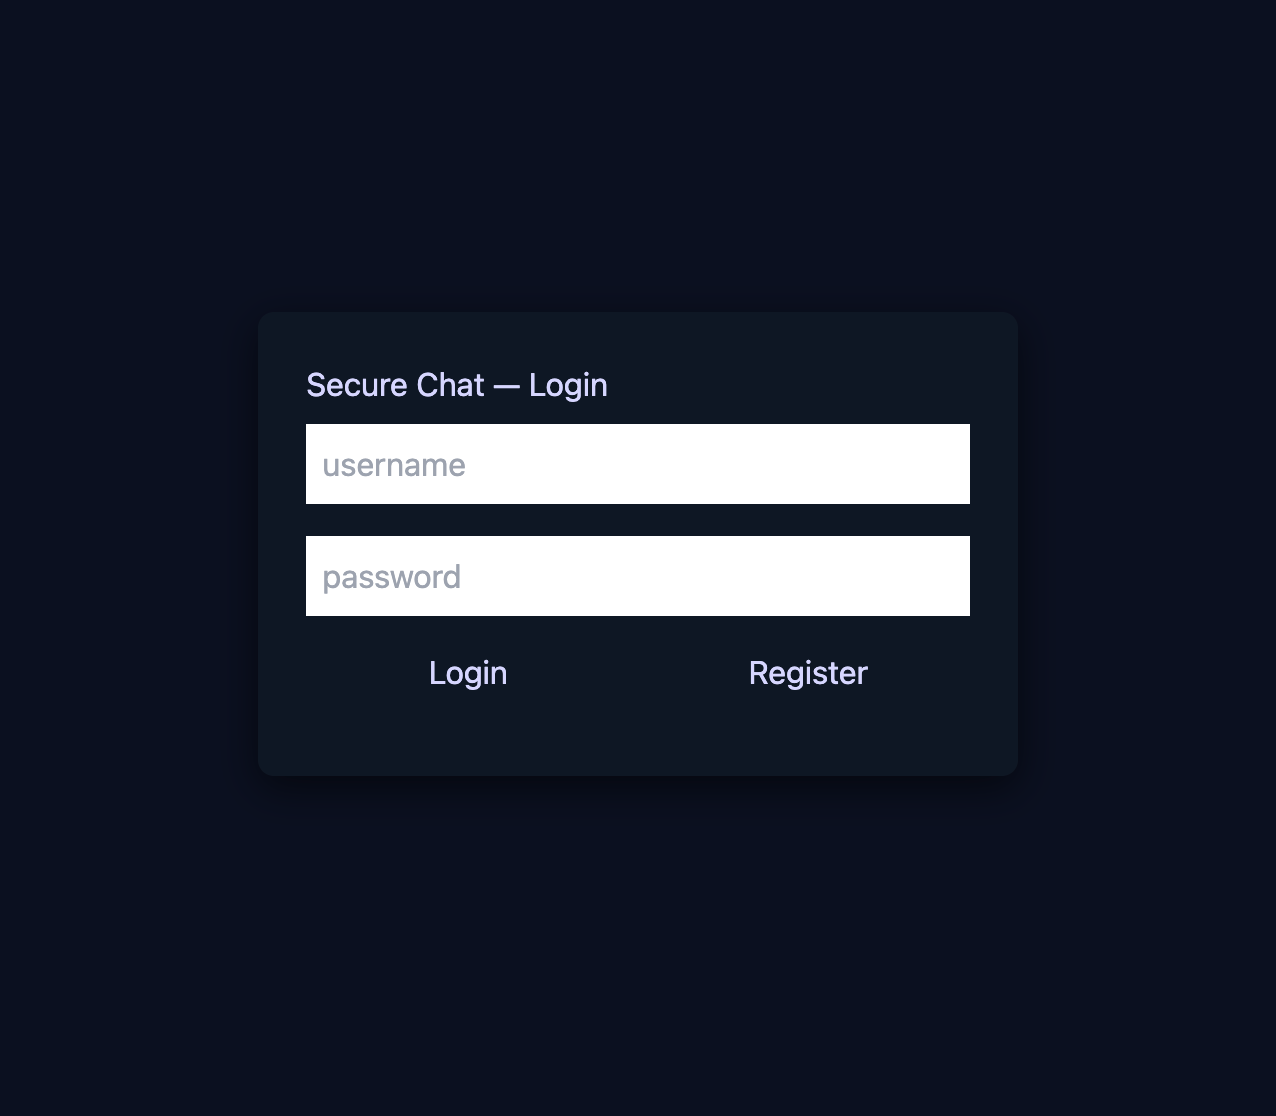 Secure Chat — Login
username
password
Login Register